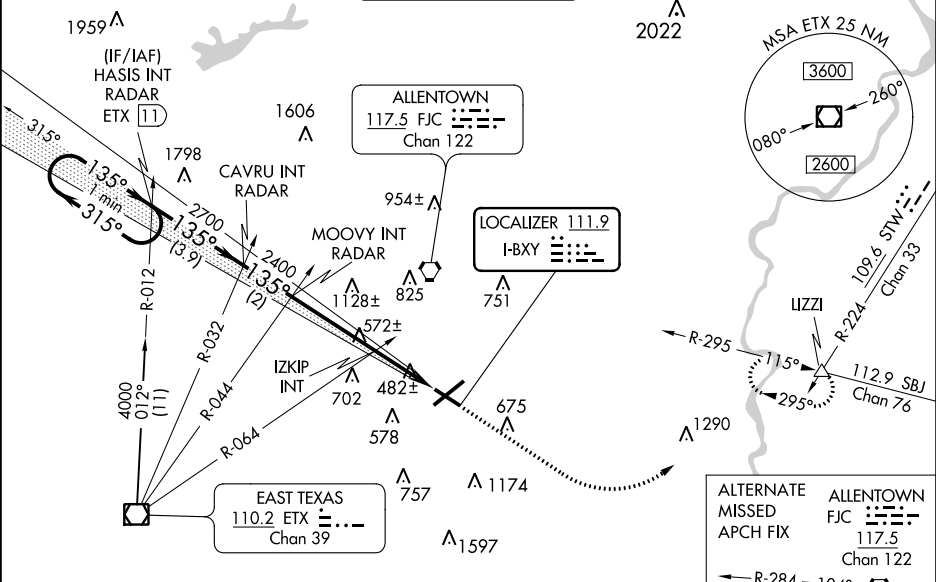 1959
2022
MSA ETX 25 NM
3600
260°
080°
2600
(IF/IAF)
HASIS INT
RADAR
ETX 11
1606
ALLENTOWN
117.5 FJC
Chan 122
315°
1798
CAVRU INT
RADAR
954±
135°
1 min
315°
2700
135°
(3.9)
MOOVY INT
RADAR
LOCALIZER 111.9
I-BXY
2400
135°
(2)
1128±
825
751
109.6 STW
Chan 33
R-224
LIZZI
R-012
R-032
572±
R-295
115°
295°
112.9 SBJ
Chan 76
4000
012°
(11)
R-044
IZKIP
INT
702
482±
R-064
578
675
1290
757
1174
EAST TEXAS
110.2 ETX
Chan 39
1597
ALTERNATE
MISSED
APCH FIX
ALLENTOWN
FJC
117.5
Chan 122
R-284